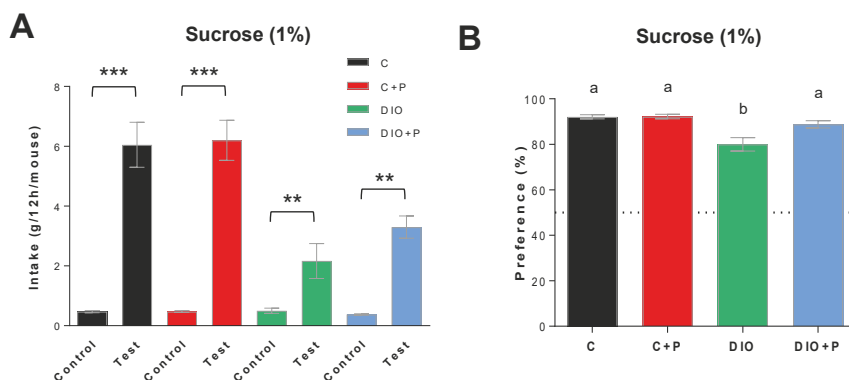 A
Sucrose (1%)
Intake (g/12h/mouse)
8
6
4
2
0
***
***
**
**
C
C+P
DIO
DIO+P
Control
Test
Control
Test
Control
Test
Control
Test
B
Sucrose (1%)
Preference (%)
100
80
60
40
20
0
a
a
b
a
C
C+P
DIO
DIO+P